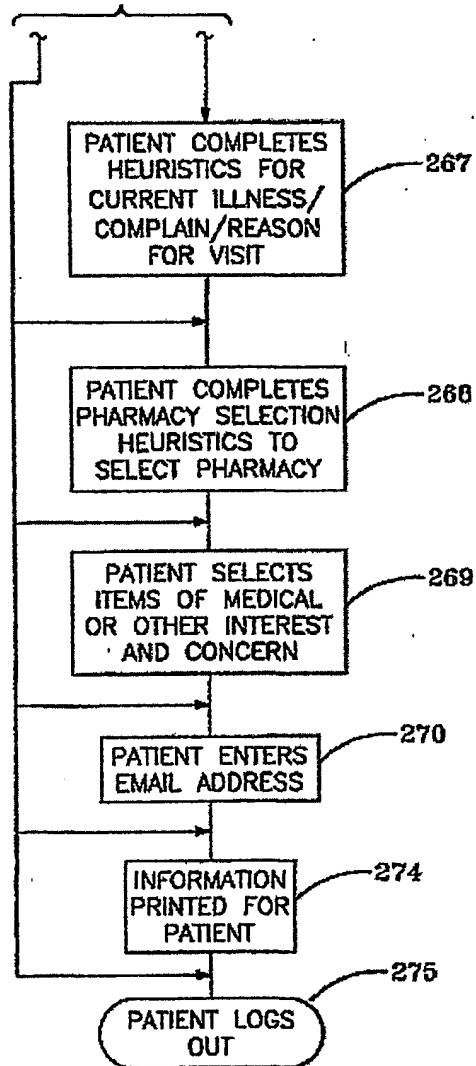 PATIENT COMPLETES
HEURISTICS FOR
CURRENT ILLNESS/
COMPLAIN/REASON
FOR VISIT
267
PATIENT COMPLETES
PHARMACY SELECTION
HEURISTICS TO
SELECT PHARMACY
268
PATIENT SELECTS
ITEMS OF MEDICAL
OR OTHER INTEREST
AND CONCERN
269
PATIENT ENTERS
EMAIL ADDRESS
270
INFORMATION
PRINTED FOR
PATIENT
274
PATIENT LOGS
OUT
275